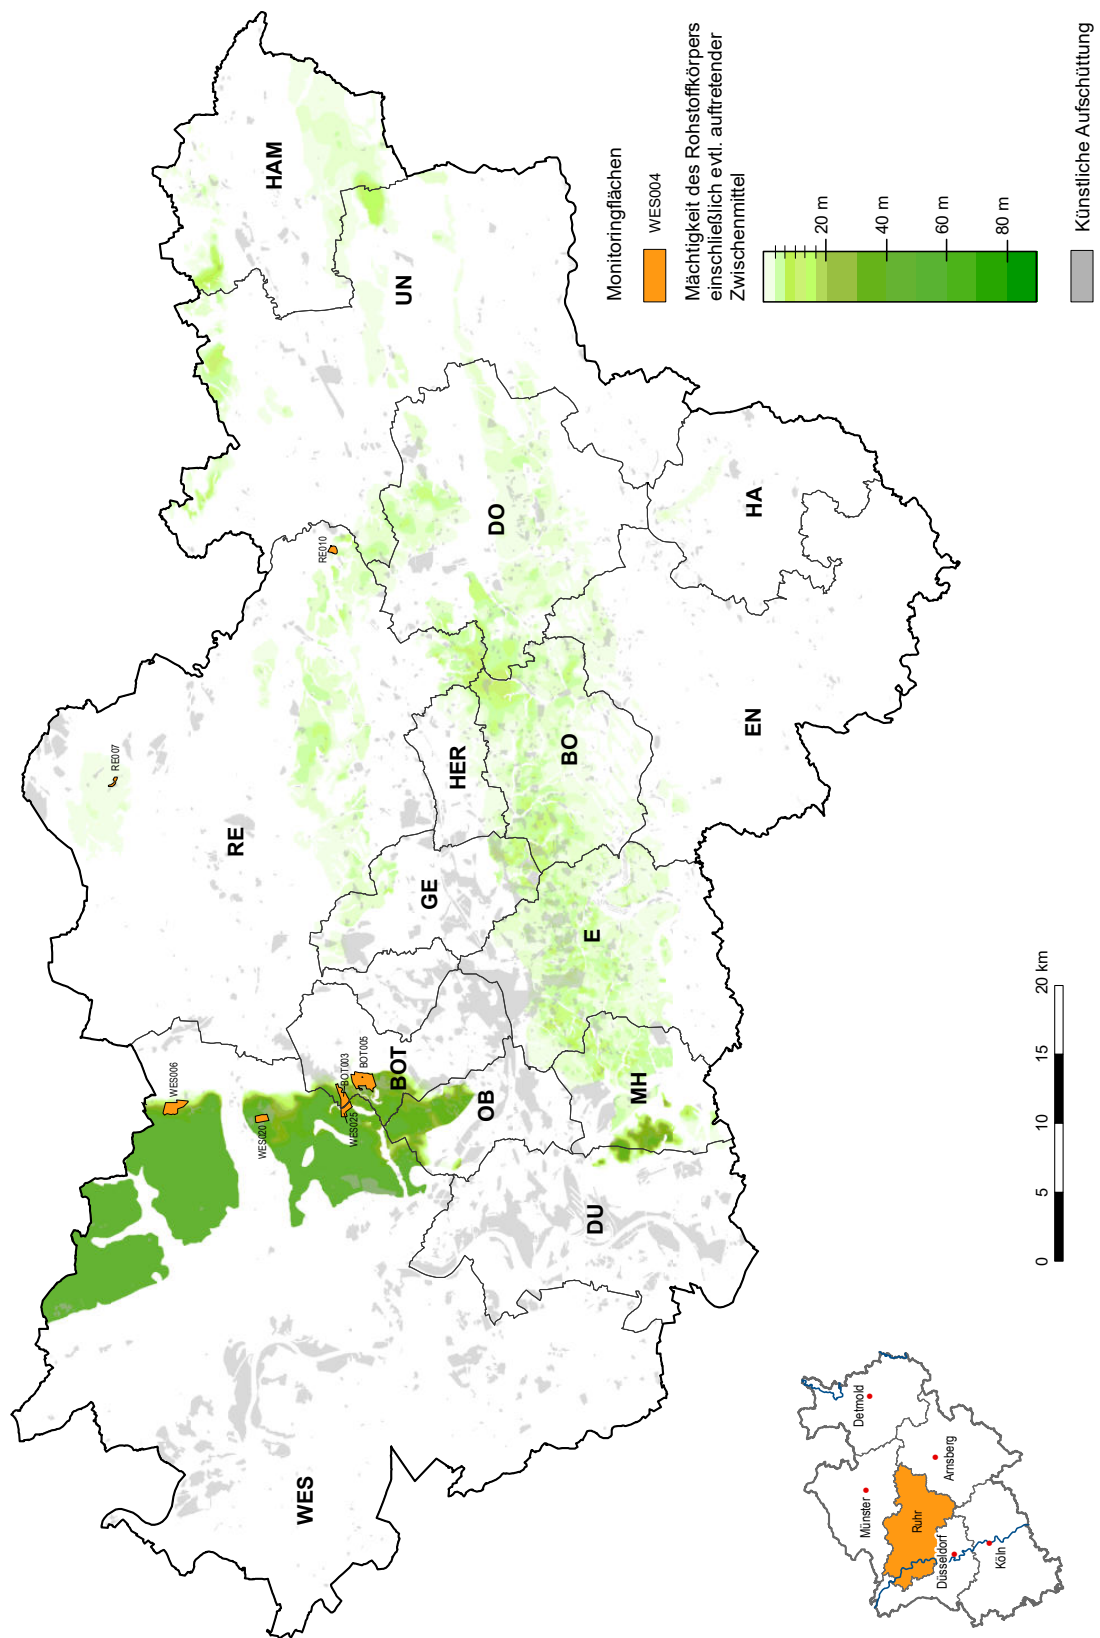 WES
WES006
WES020
WES025
BOT003
BOT005
BOT
OB
DU
MH
RE
RE007
RE010
GE
HER
E
BO
DO
EN
HA
UN
HAM
Monitoringflächen
WES004
Mächtigkeit des Rohstoffkörpers
einschließlich evtl. auftretender
Zwischenmittel
20 m
40 m
60 m
80 m
Künstliche Aufschüttung
0 5 10 15 20 km
Münster
Detmold
Ruhr
Arnsberg
Düsseldorf
Köln